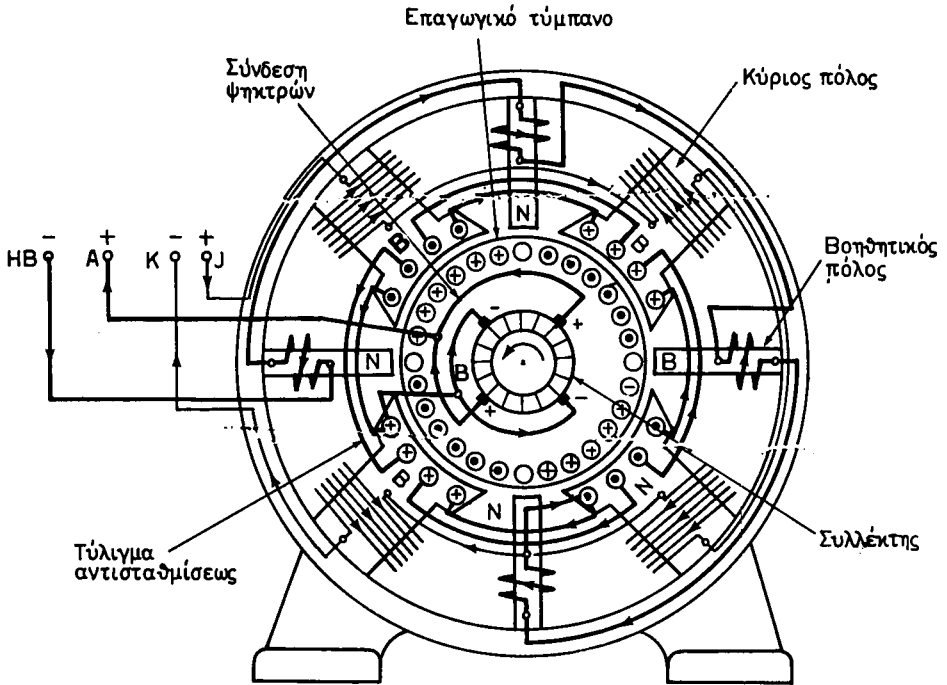 Επαγωγικό τύμπανο
Σύνδεση
ψηκτρών
Κύριος πόλος
N
B
B
- + - +
HB A K J
Βοηθητικός
πόλος
- +
N
B
B
+ -
B
N
N
Τύλιγμα
αντισταθμίσεως
Συλλέκτης